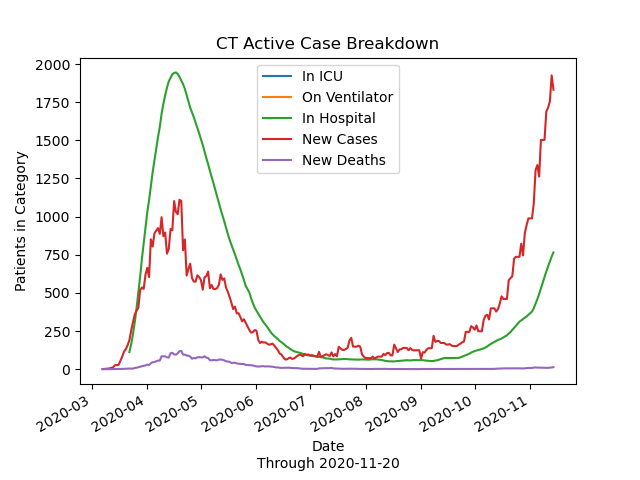 CT Active Case Breakdown
In ICU
On Ventilator
In Hospital
New Cases
New Deaths
Patients in Category
2000
1750
1500
1250
1000
750
500
250
0
2020-03
2020-04
2020-05
2020-06
2020-07
2020-08
2020-09
2020-10
2020-11
Date
Through 2020-11-20